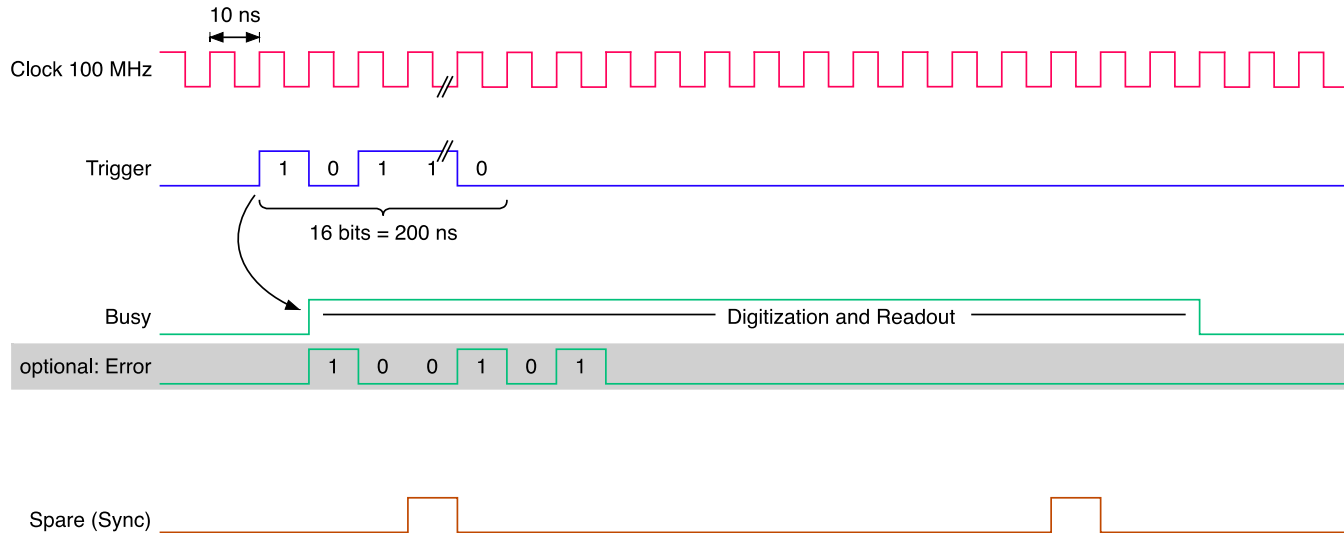 10 ns
Clock 100 MHz
Trigger 1 0 1 1 0
16 bits = 200 ns
Busy Digitization and Readout
optional: Error 1 0 0 1 0 1
Spare (Sync)